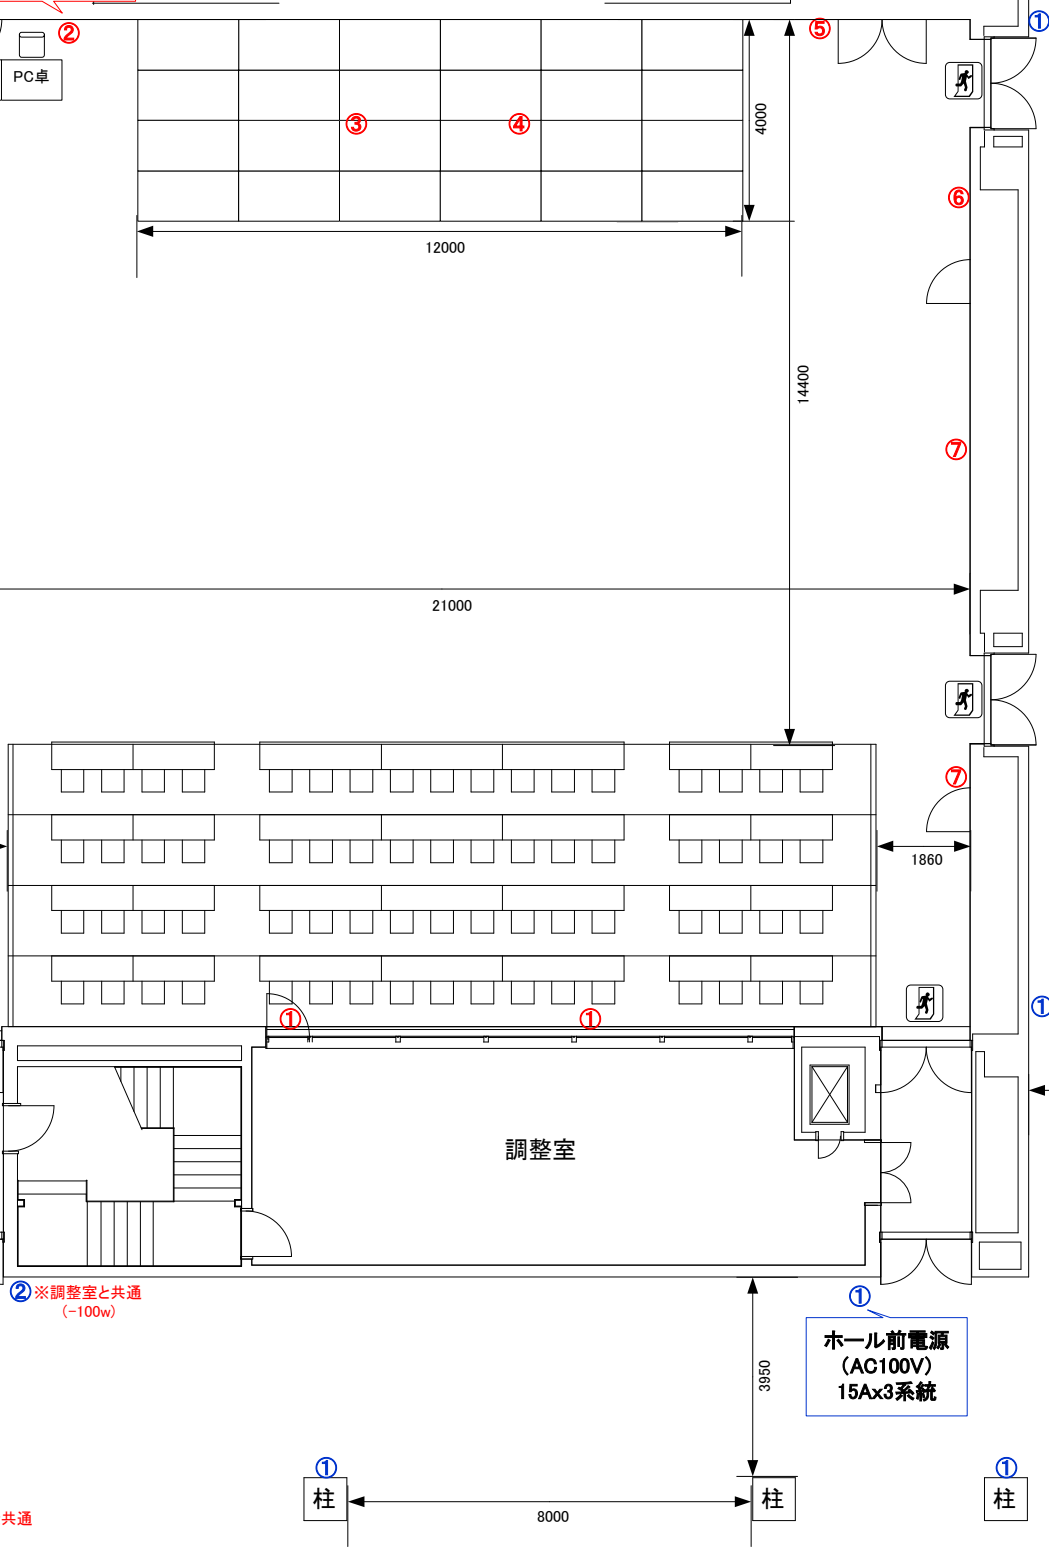 ①
②
⑤
PC卓
③
④
4000
⑥
12000
14400
⑦
21000
⑦
1860
①
①
①
調整室
②※調整室と共通
(-100w)
①
ホール前電源
(AC100V)
15Ax3系統
3950
①
①
柱
柱
柱
8000
共通